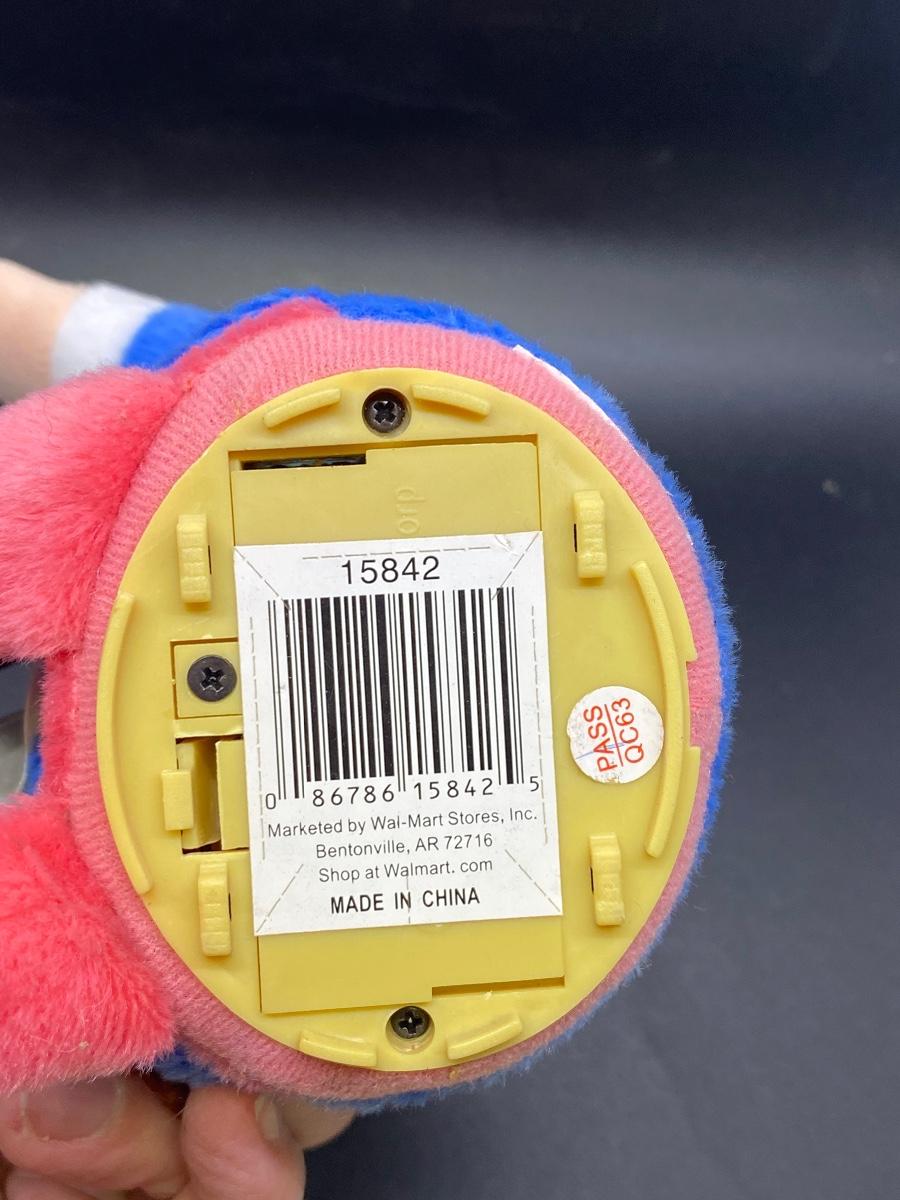 orp
15842
0 86786 15842 5
Marketed by Wal-Mart Stores, Inc.
Bentonville, AR 72716
Shop at Walmart. com
MADE IN CHINA
PASS
QC63